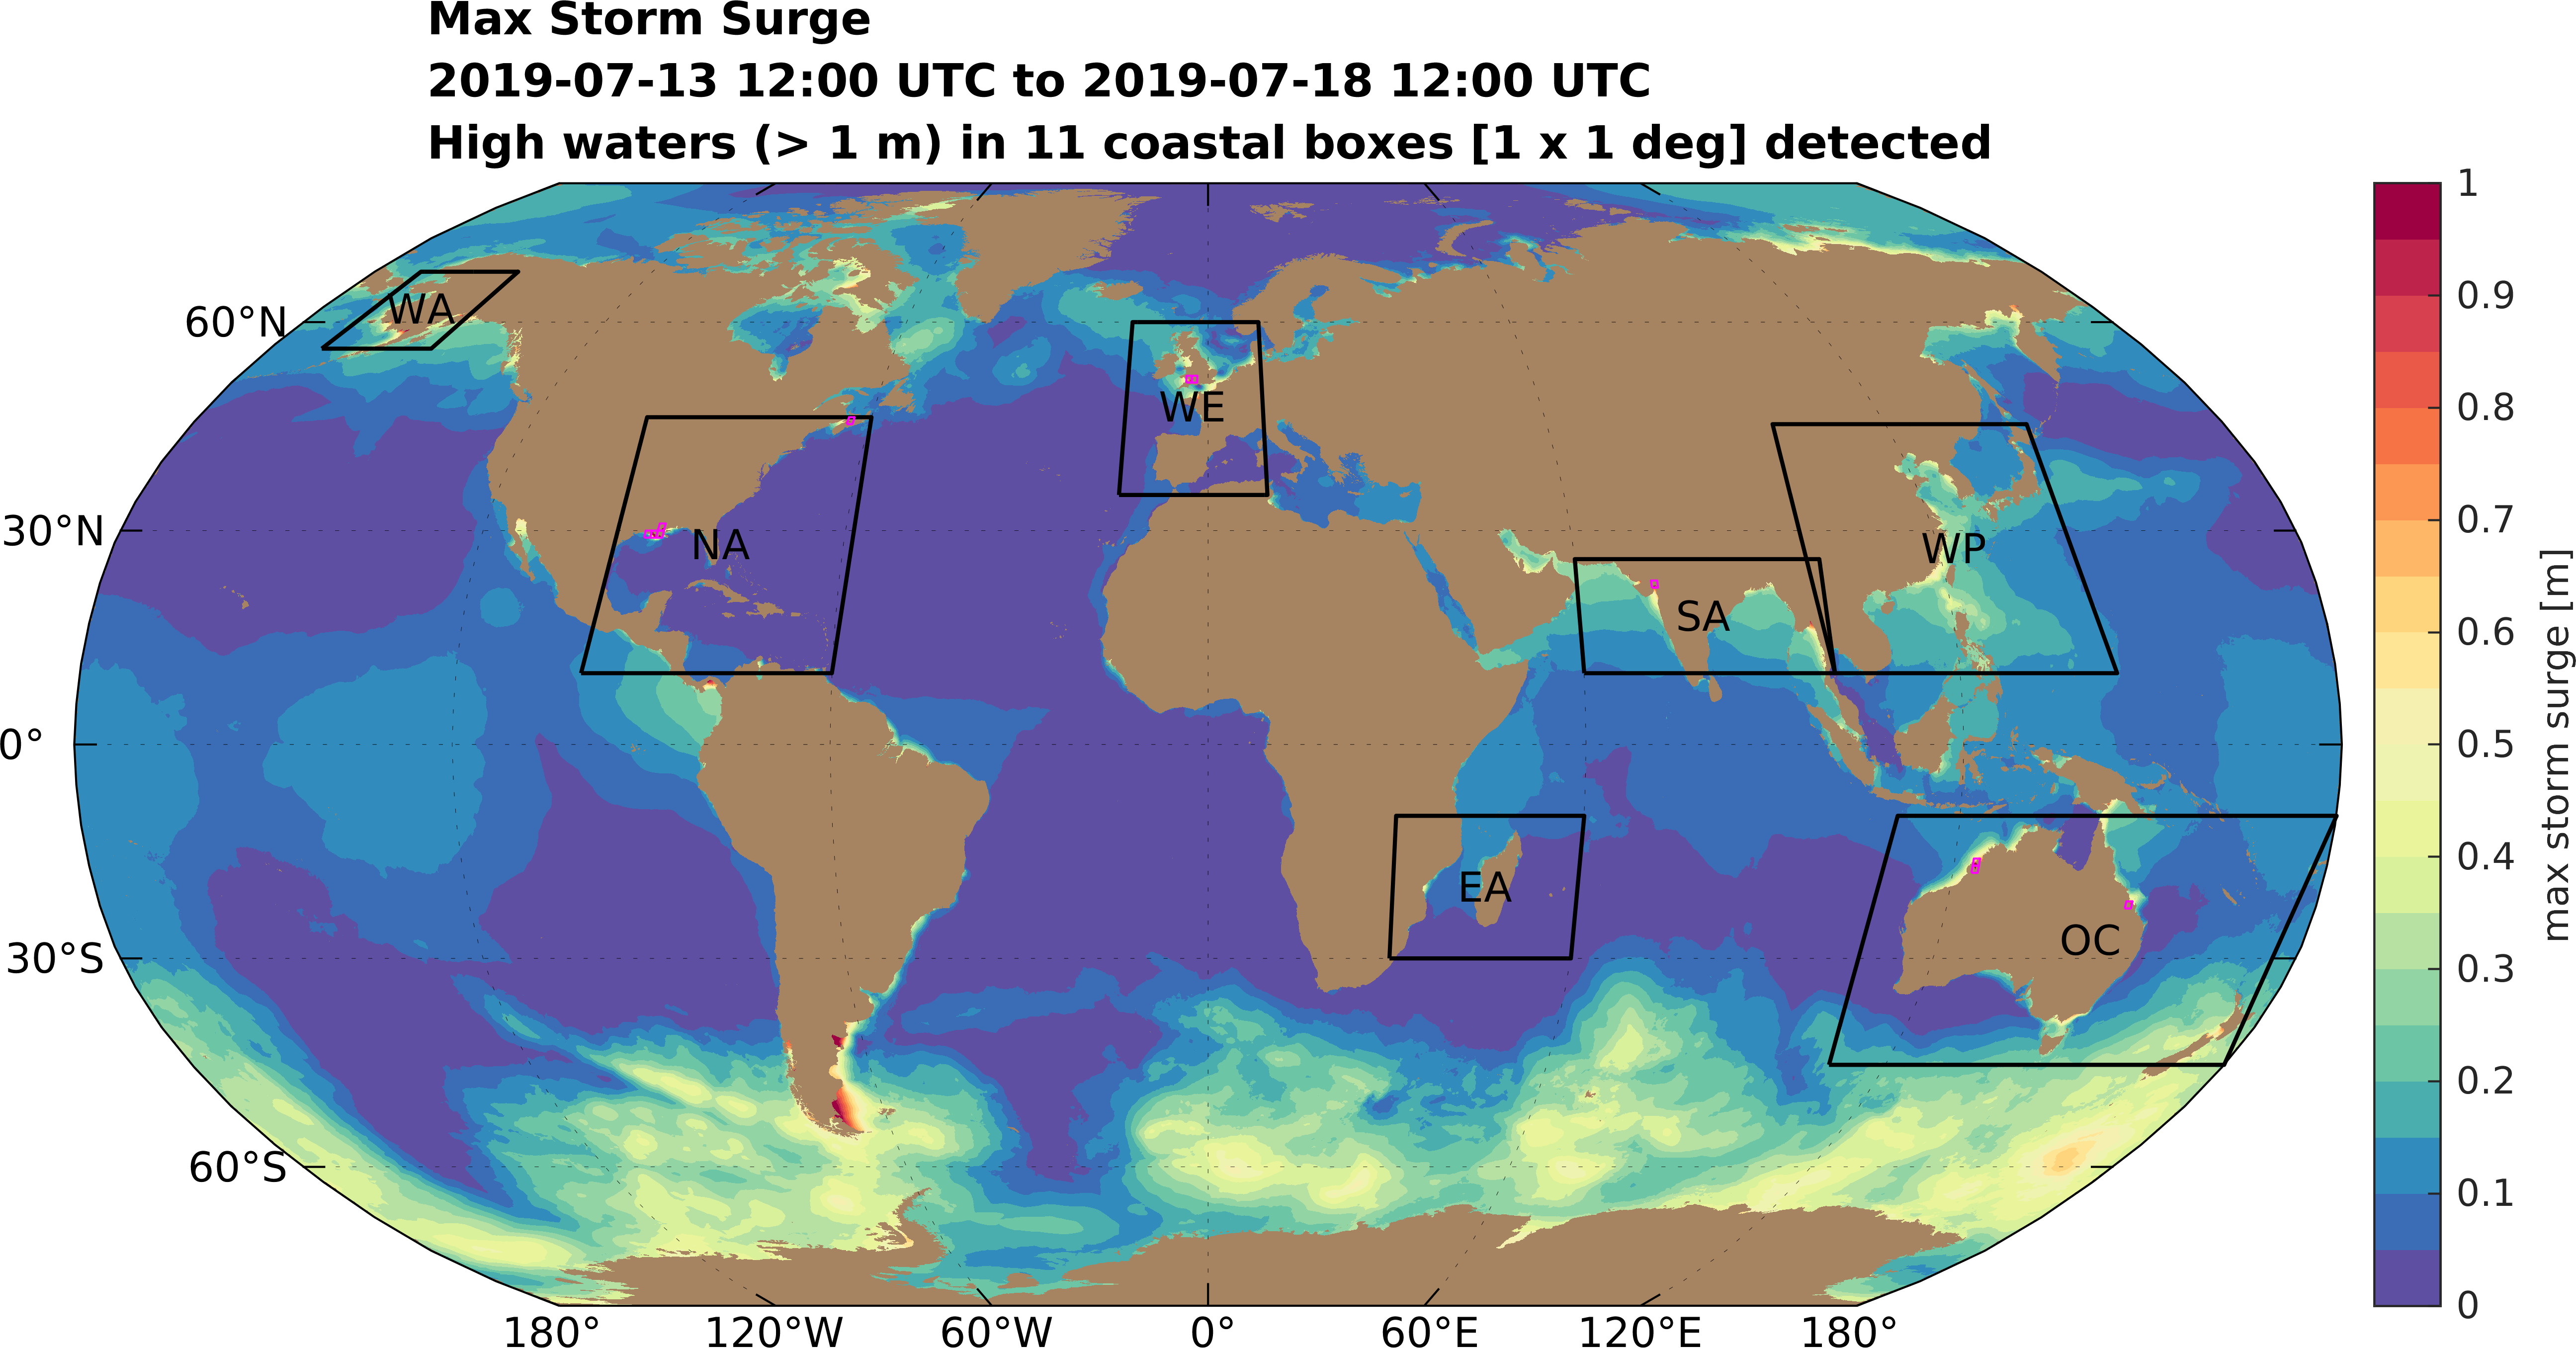 Max Storm Surge
2019-07-13 12:00 UTC to 2019-07-18 12:00 UTC
High waters (> 1 m) in 11 coastal boxes [1 x 1 deg] detected
WA
60°N
WE
NA
30°N
WP
SA
0°
EA
OC
30°S
60°S
180°
120°W
60°W
0°
60°E
120°E
180°
1
0.9
0.8
0.7
0.6
0.5
0.4
0.3
0.2
0.1
0
max storm surge [m]